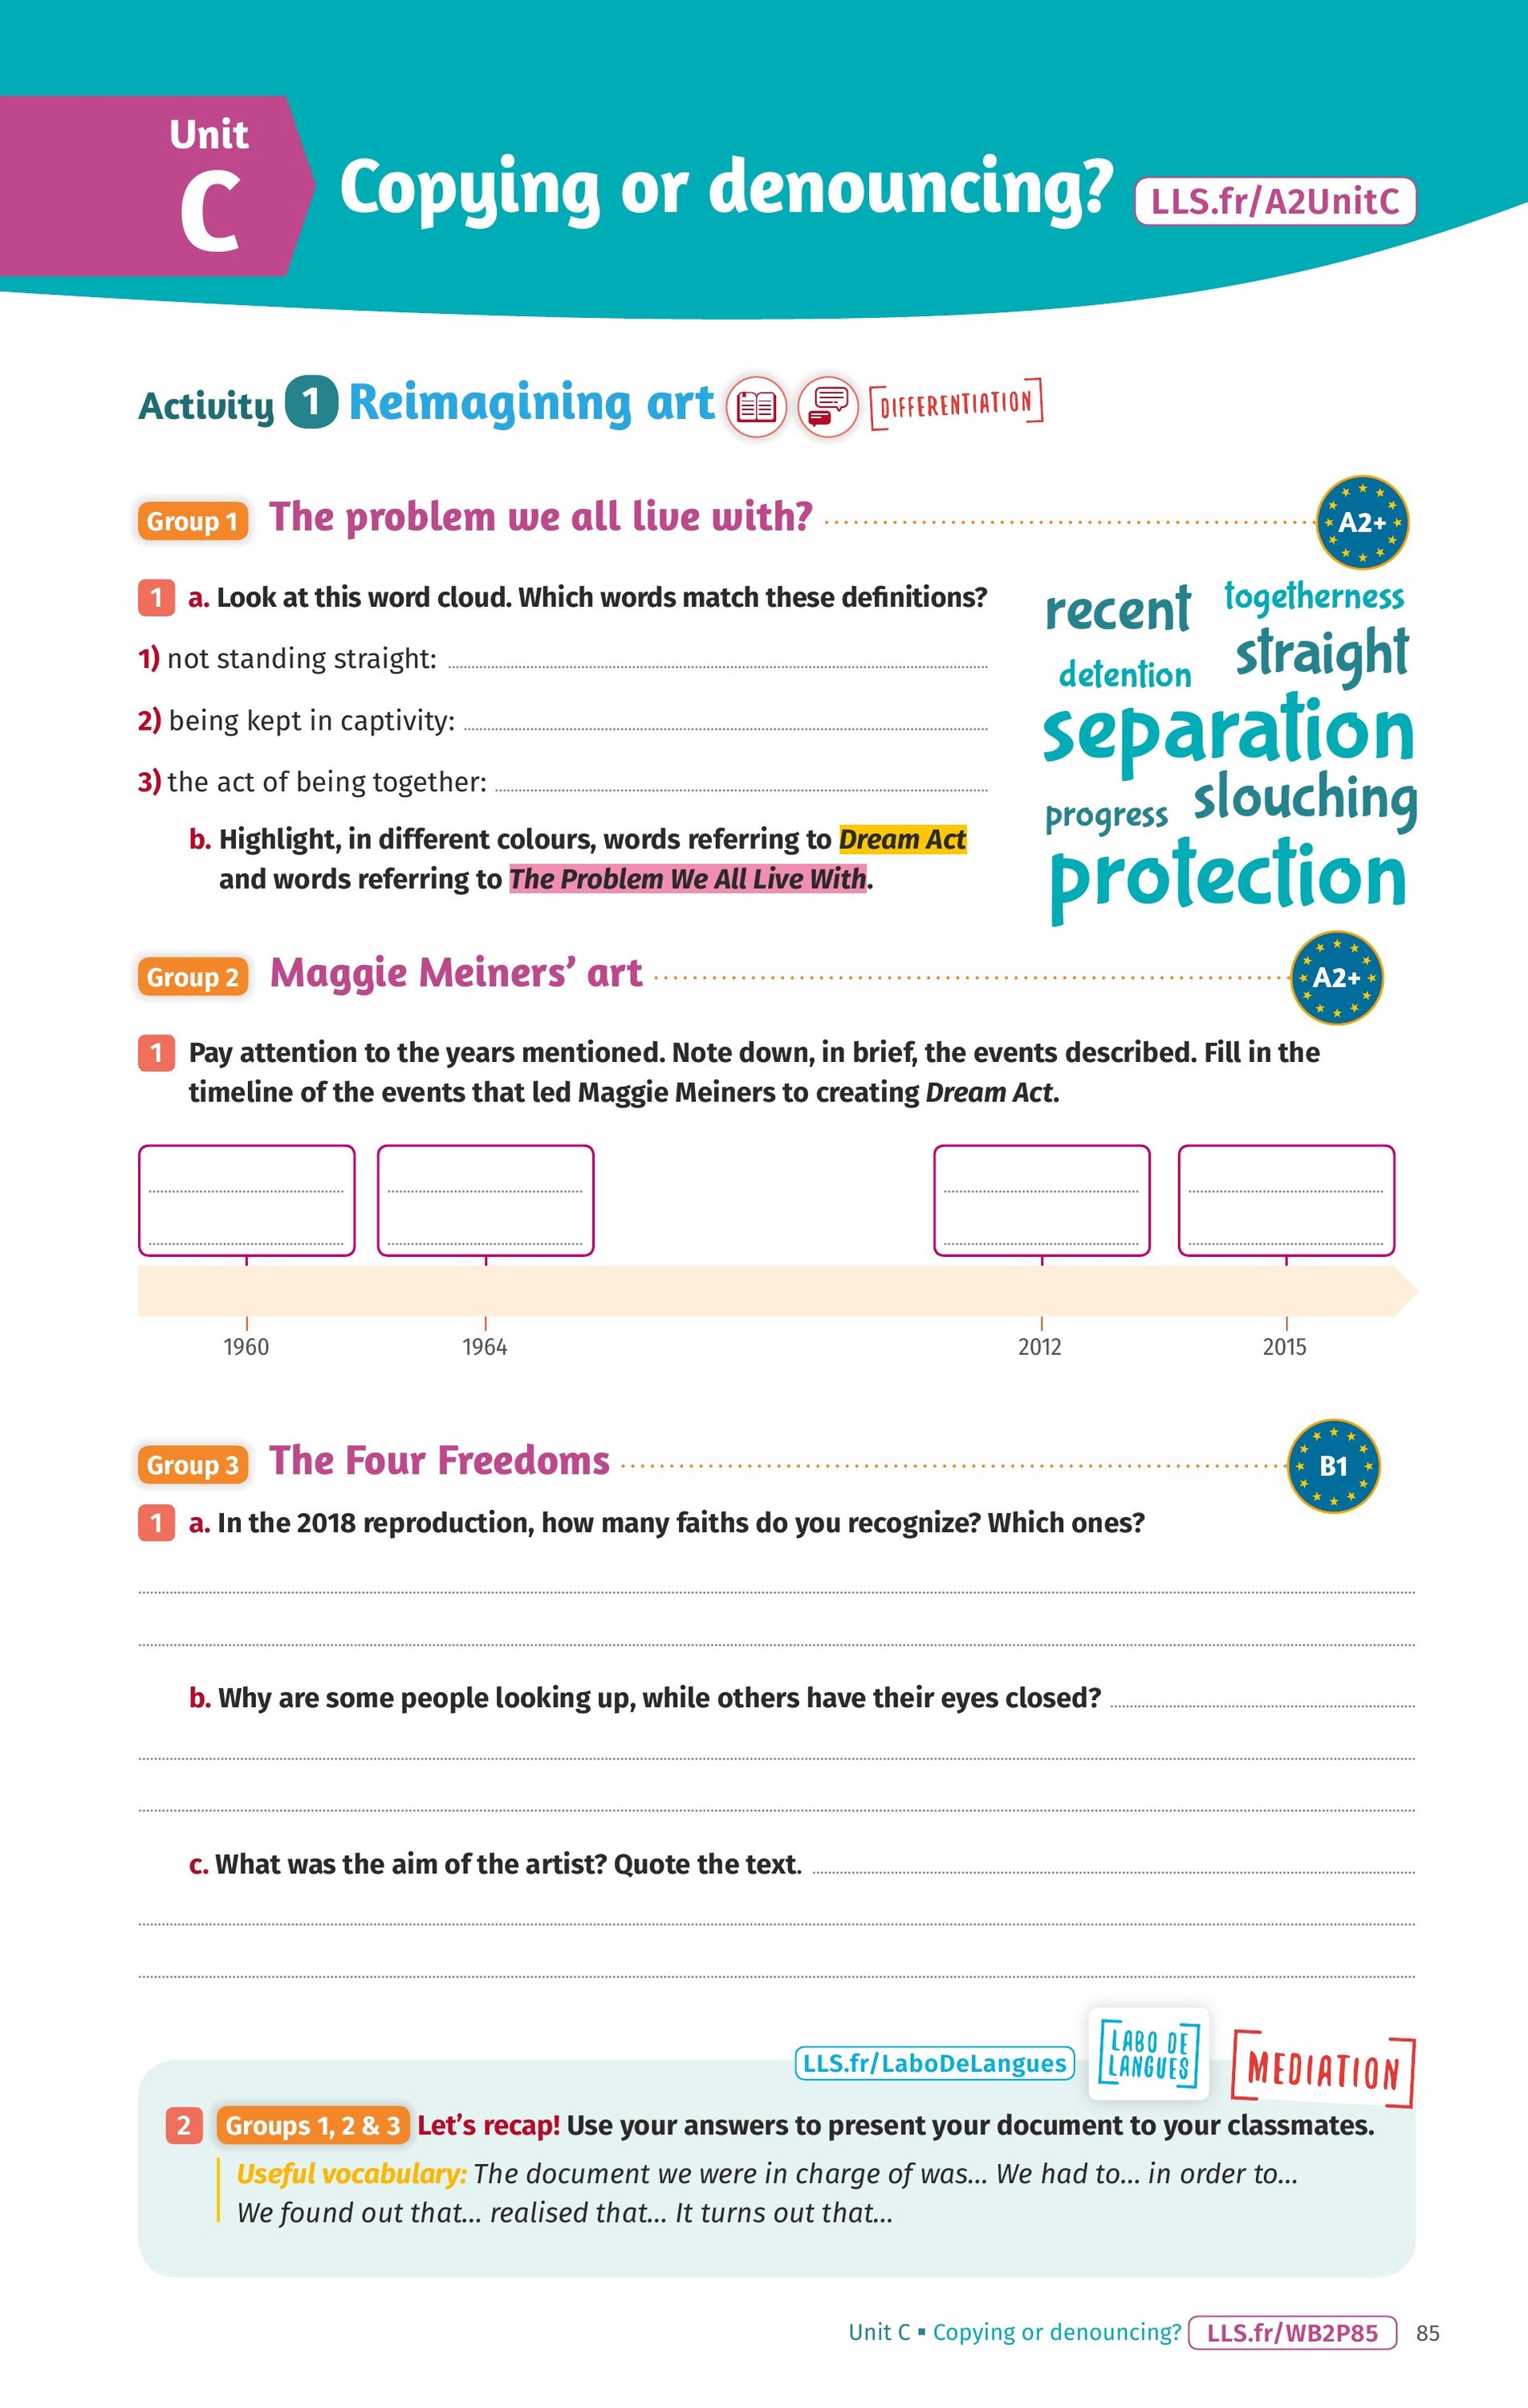 Unit
C
Copying or denouncing?
LLS.fr/A2UnitC
Activity 1 Reimagining art
DIFFERENTIATION
Group 1 The problem we all live with?
A2+
1 a. Look at this word cloud. Which words match these definitions?
1) not standing straight:
2) being kept in captivity:
3) the act of being together:
b. Highlight, in different colours, words referring to Dream Act
and words referring to The Problem We All Live With.
recent
togetherness
straight
detention
separation
slouching
progress
protection
Group 2 Maggie Meiners’ art
A2+
1 Pay attention to the years mentioned. Note down, in brief, the events described. Fill in the
timeline of the events that led Maggie Meiners to creating Dream Act.
1960 1964 2012 2015
Group 3 The Four Freedoms
B1
1 a. In the 2018 reproduction, how many faiths do you recognize? Which ones?
b. Why are some people looking up, while others have their eyes closed?
c. What was the aim of the artist? Quote the text.
LLS.fr/LaboDeLangues
LABO DE
LANGUES
MEDIATION
2 Groups 1, 2 & 3 Let’s recap! Use your answers to present your document to your classmates.
Useful vocabulary: The document we were in charge of was... We had to... in order to...
We found out that... realised that... It turns out that...
Unit C ▪ Copying or denouncing? LLS.fr/WB2P85 85